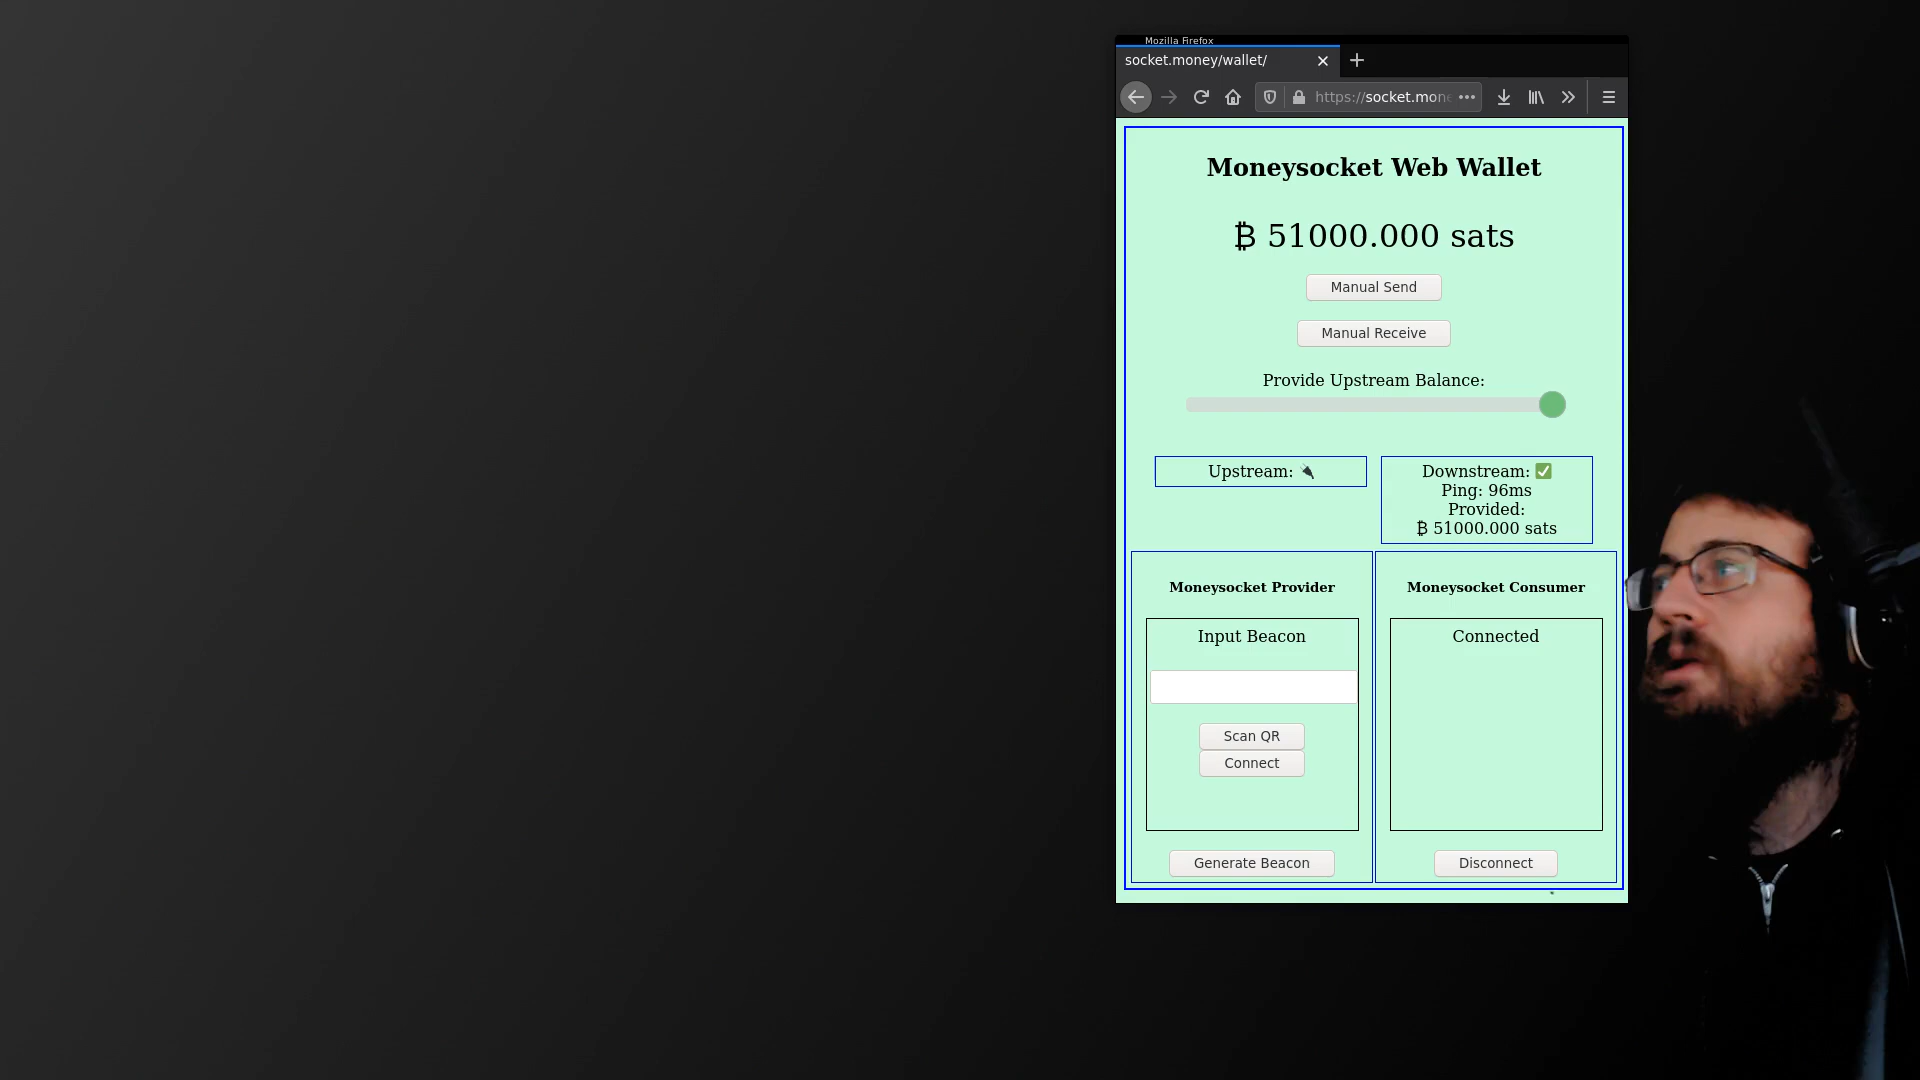 Mozilla Firefox
socket.money/wallet/
https://socket.mone
Moneysocket Web Wallet
₿ 51000.000 sats
Manual Send
Manual Receive
Provide Upstream Balance:
Upstream:
Downstream: ✅
Ping: 96ms
Provided:
₿ 51000.000 sats
Moneysocket Provider
Input Beacon
Scan QR
Connect
Generate Beacon
Moneysocket Consumer
Connected
Disconnect